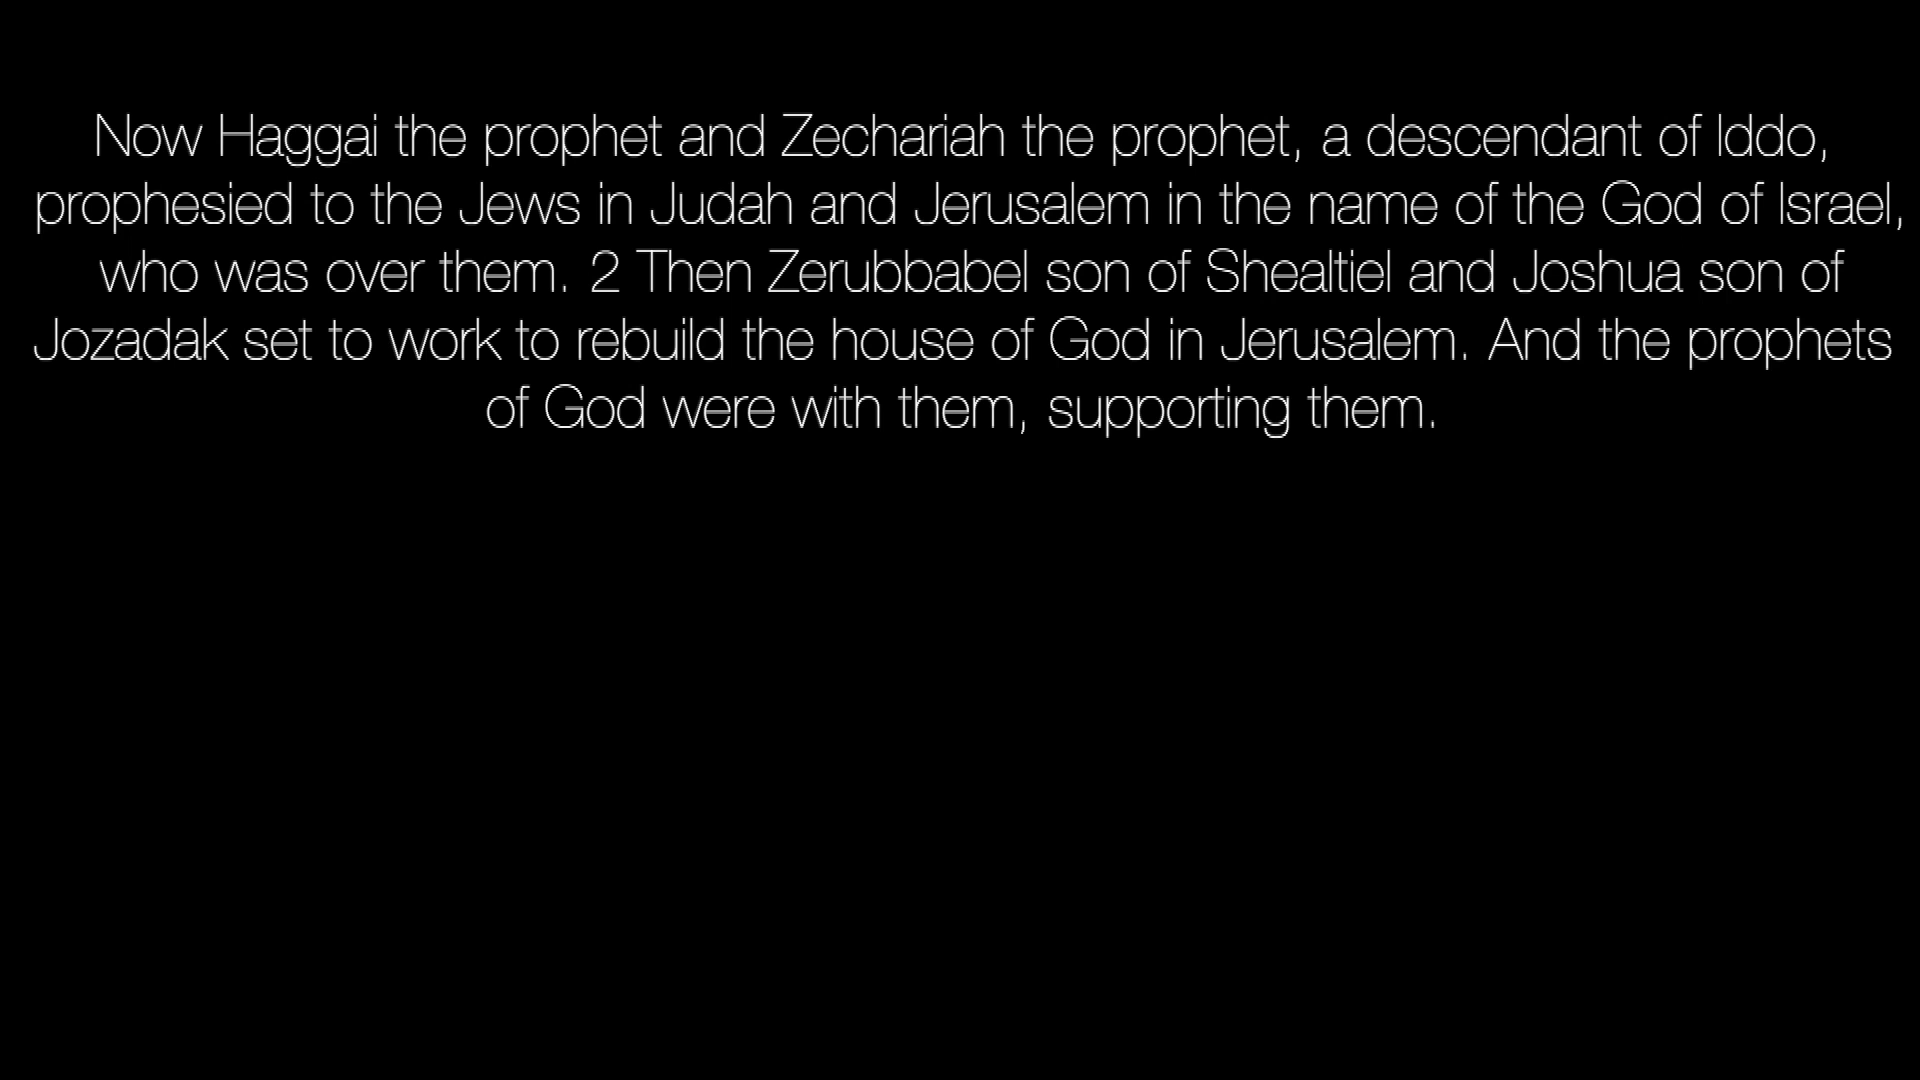 Now Haggai the prophet and Zechariah the prophet, a descendant of Iddo,
prophesied to the Jews in Judah and Jerusalem in the name of the God of Israel,
who was over them. 2 Then Zerubbabel son of Shealtiel and Joshua son of
Jozadak set to work to rebuild the house of God in Jerusalem. And the prophets
of God were with them, supporting them.